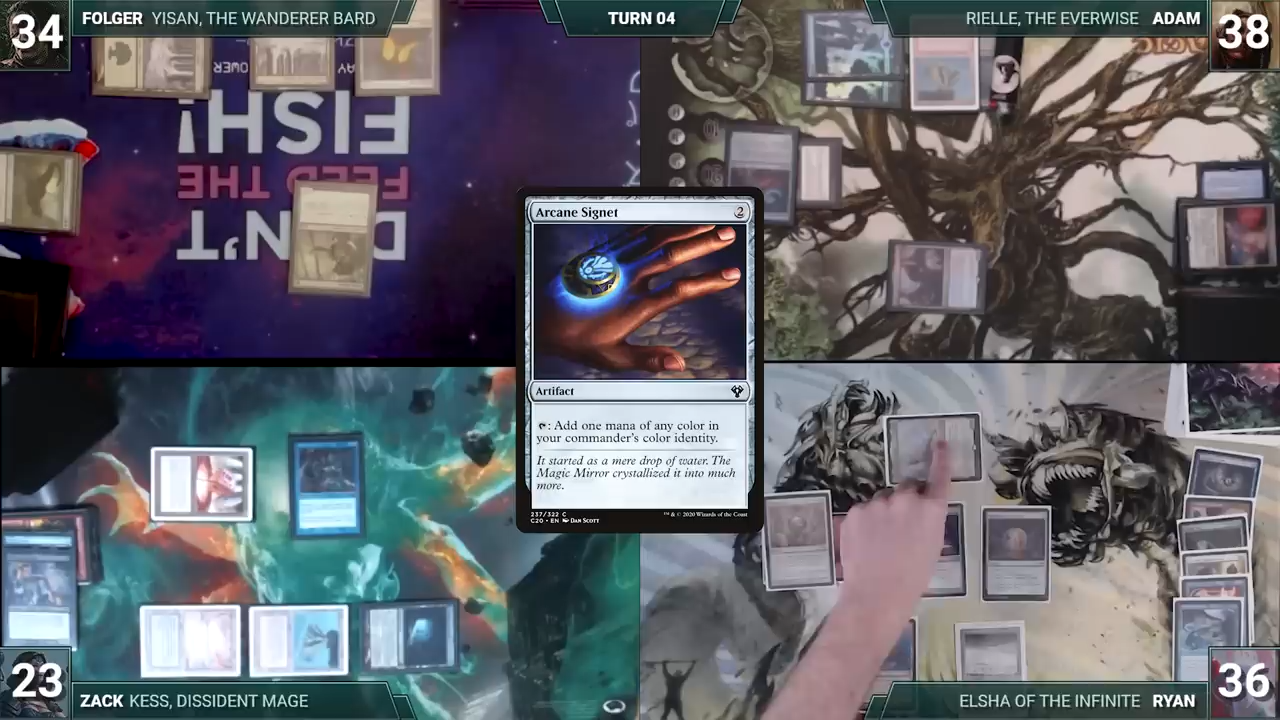 34 FOLGER YISAN, THE WANDERER BARD
TURN 04
RIELLE, THE EVERWISE ADAM 38
FISH!
FEED THE
DON'T
Arcane Signet 2
Artifact
: Add one mana of any color in
your commander's color identity.
It started as a mere drop of water. The
Magic Mirror crystallized it into much
more.
237/322 C
C20 • EN DAN SCOTT
™ & © 2020 Wizards of the Coast
23 ZACK KESS, DISSIDENT MAGE
ELSHA OF THE INFINITE RYAN 36